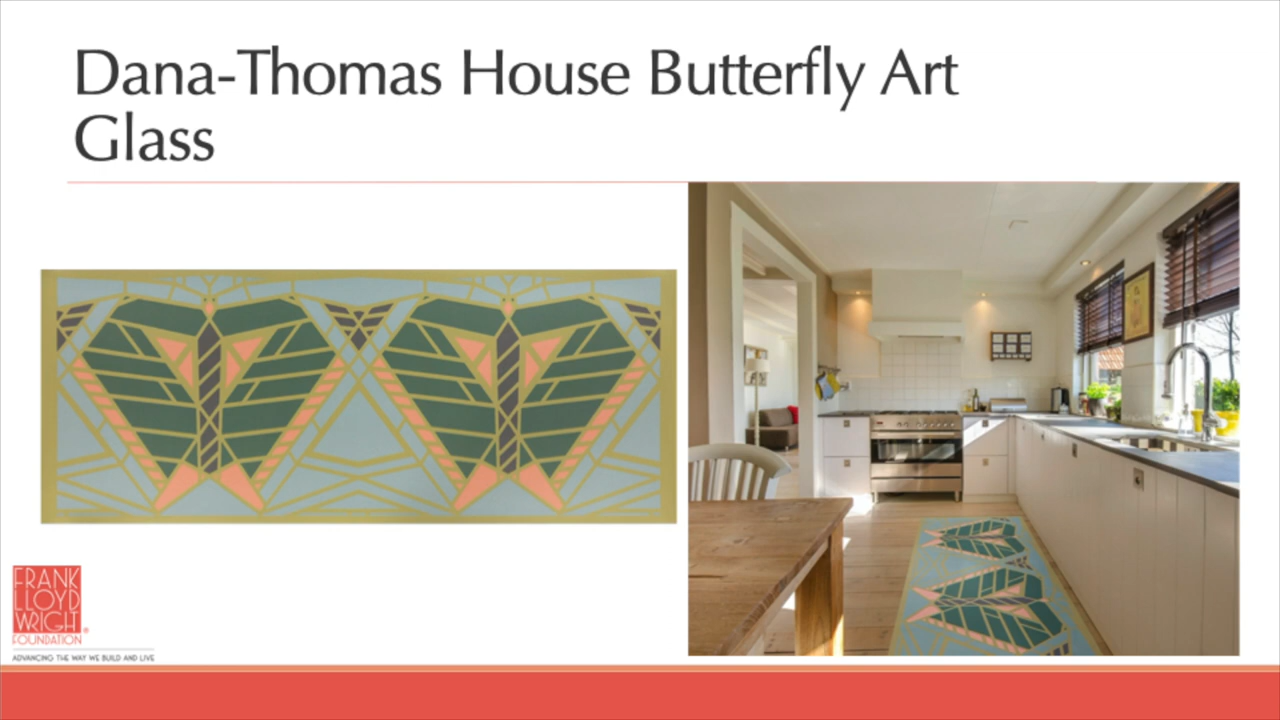 Dana-Thomas House Butterfly Art
Glass
FRANK
LLOYD
WRIGHT
FOUNDATION®
ADVANCING THE WAY WE BUILD AND LIVE